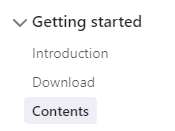 Getting started
Introduction
Download
Contents